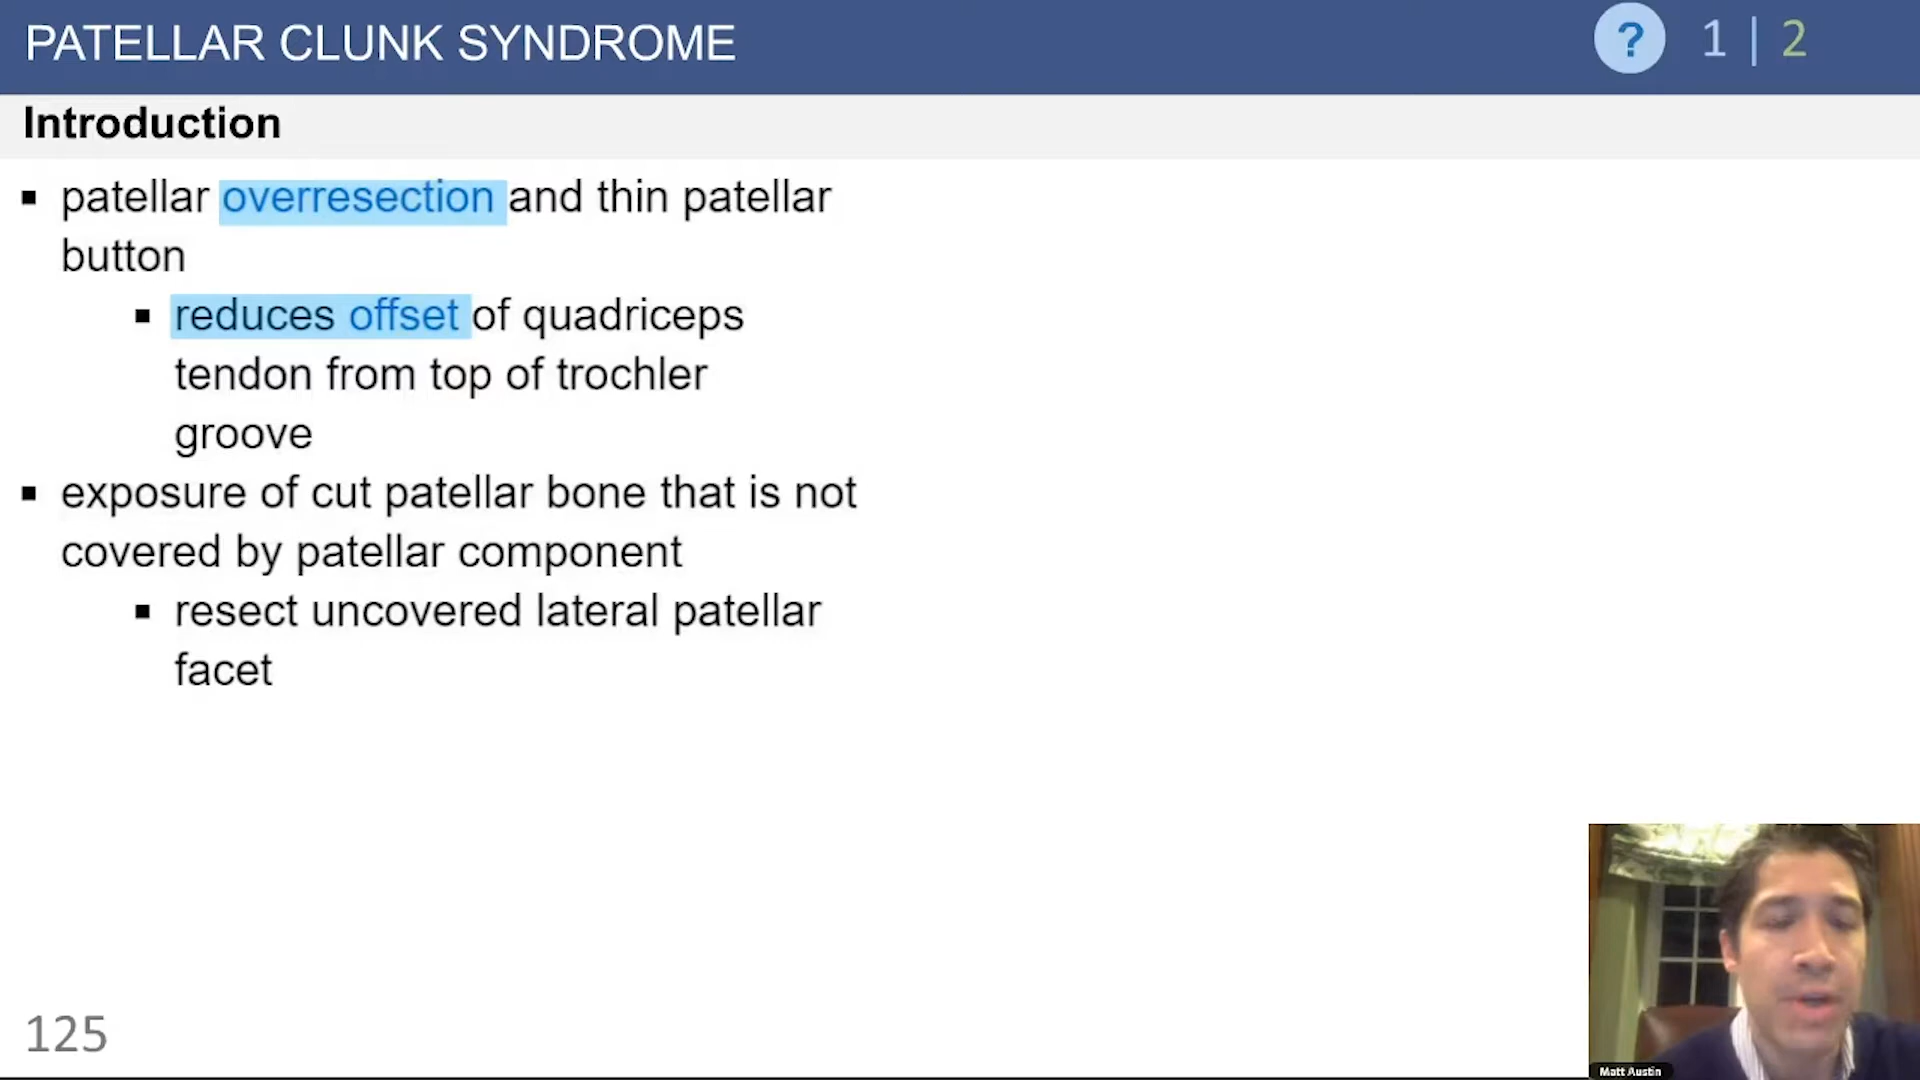 PATELLAR CLUNK SYNDROME
? 1 | 2
Introduction
▪ patellar overresection and thin patellar
button
▪ reduces offset of quadriceps
tendon from top of trochler
groove
▪ exposure of cut patellar bone that is not
covered by patellar component
▪ resect uncovered lateral patellar
facet
125
Matt Austin